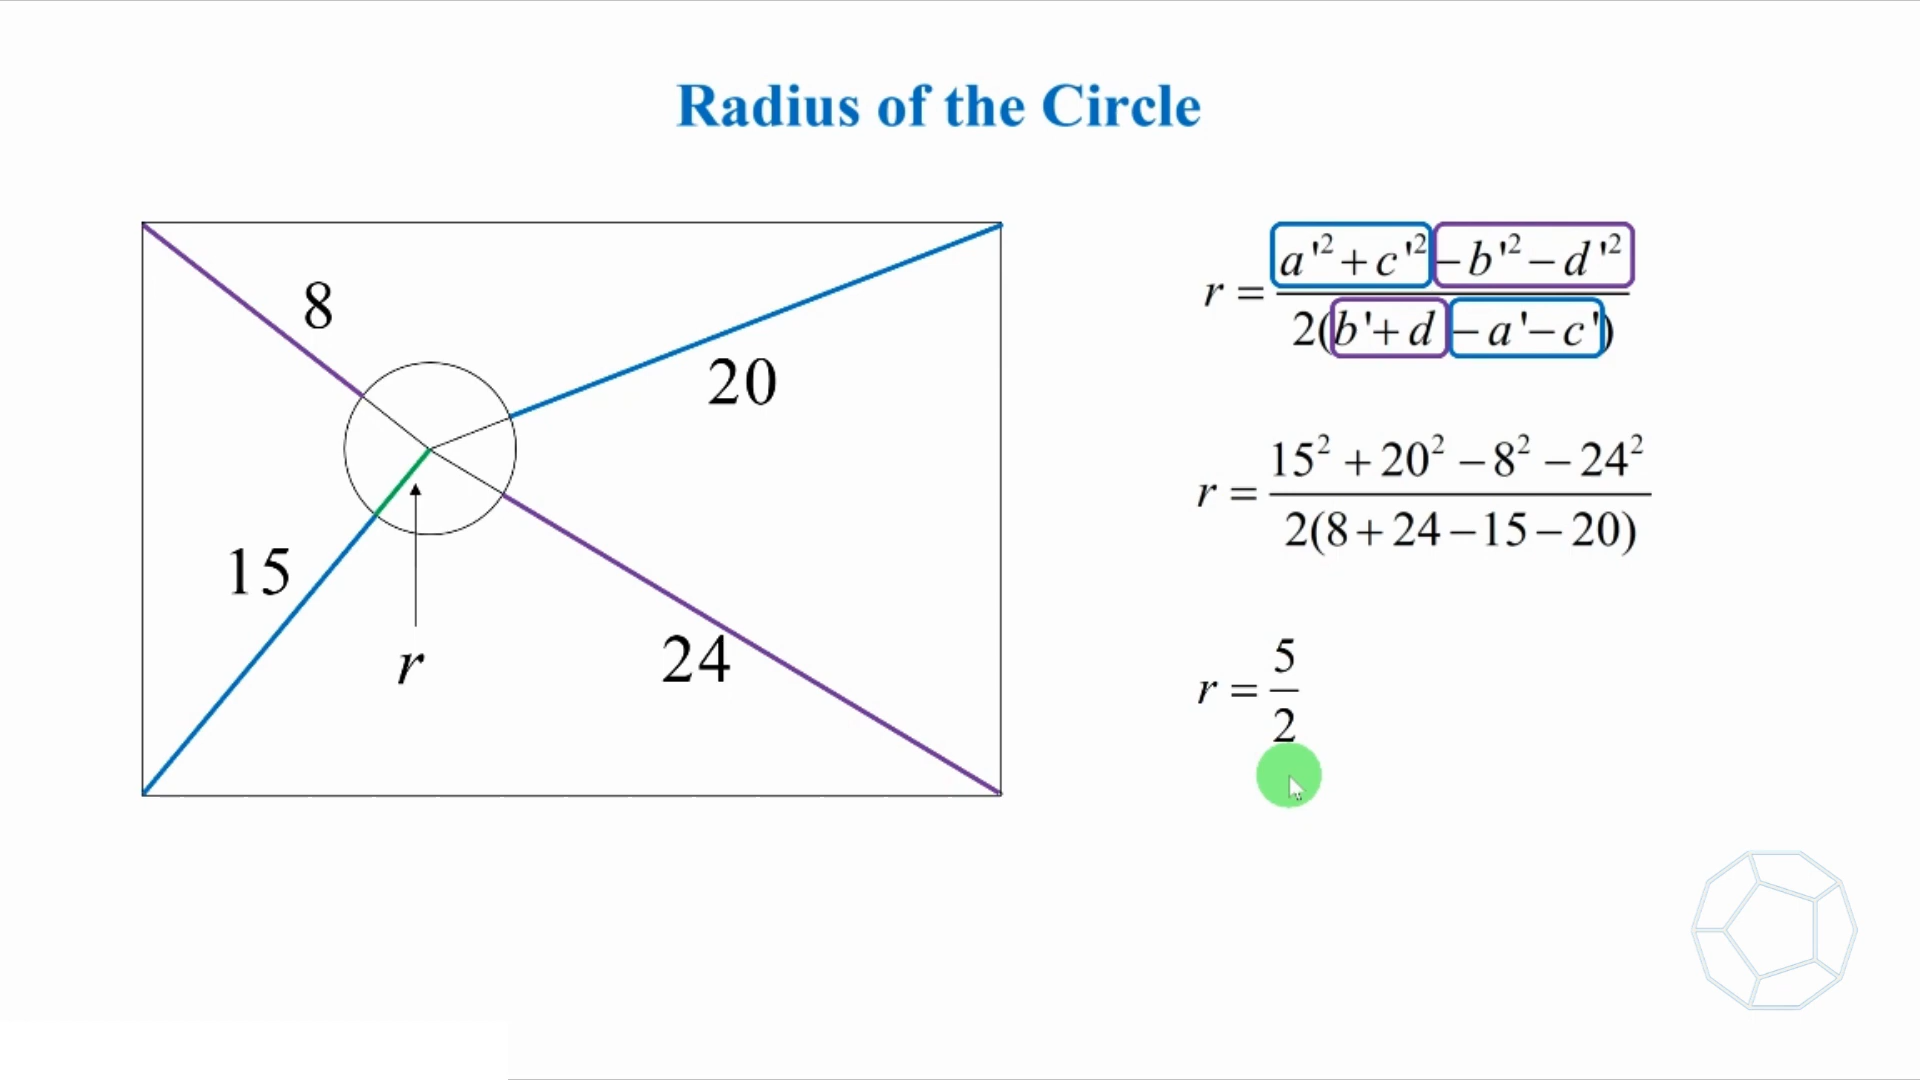 Radius of the Circle
8
20
15
r
24
r = (a'² + c'² − b'² − d'²) / 2(b' + d − a' − c')
r = (15² + 20² − 8² − 24²) / 2(8 + 24 − 15 − 20)
r = 5/2